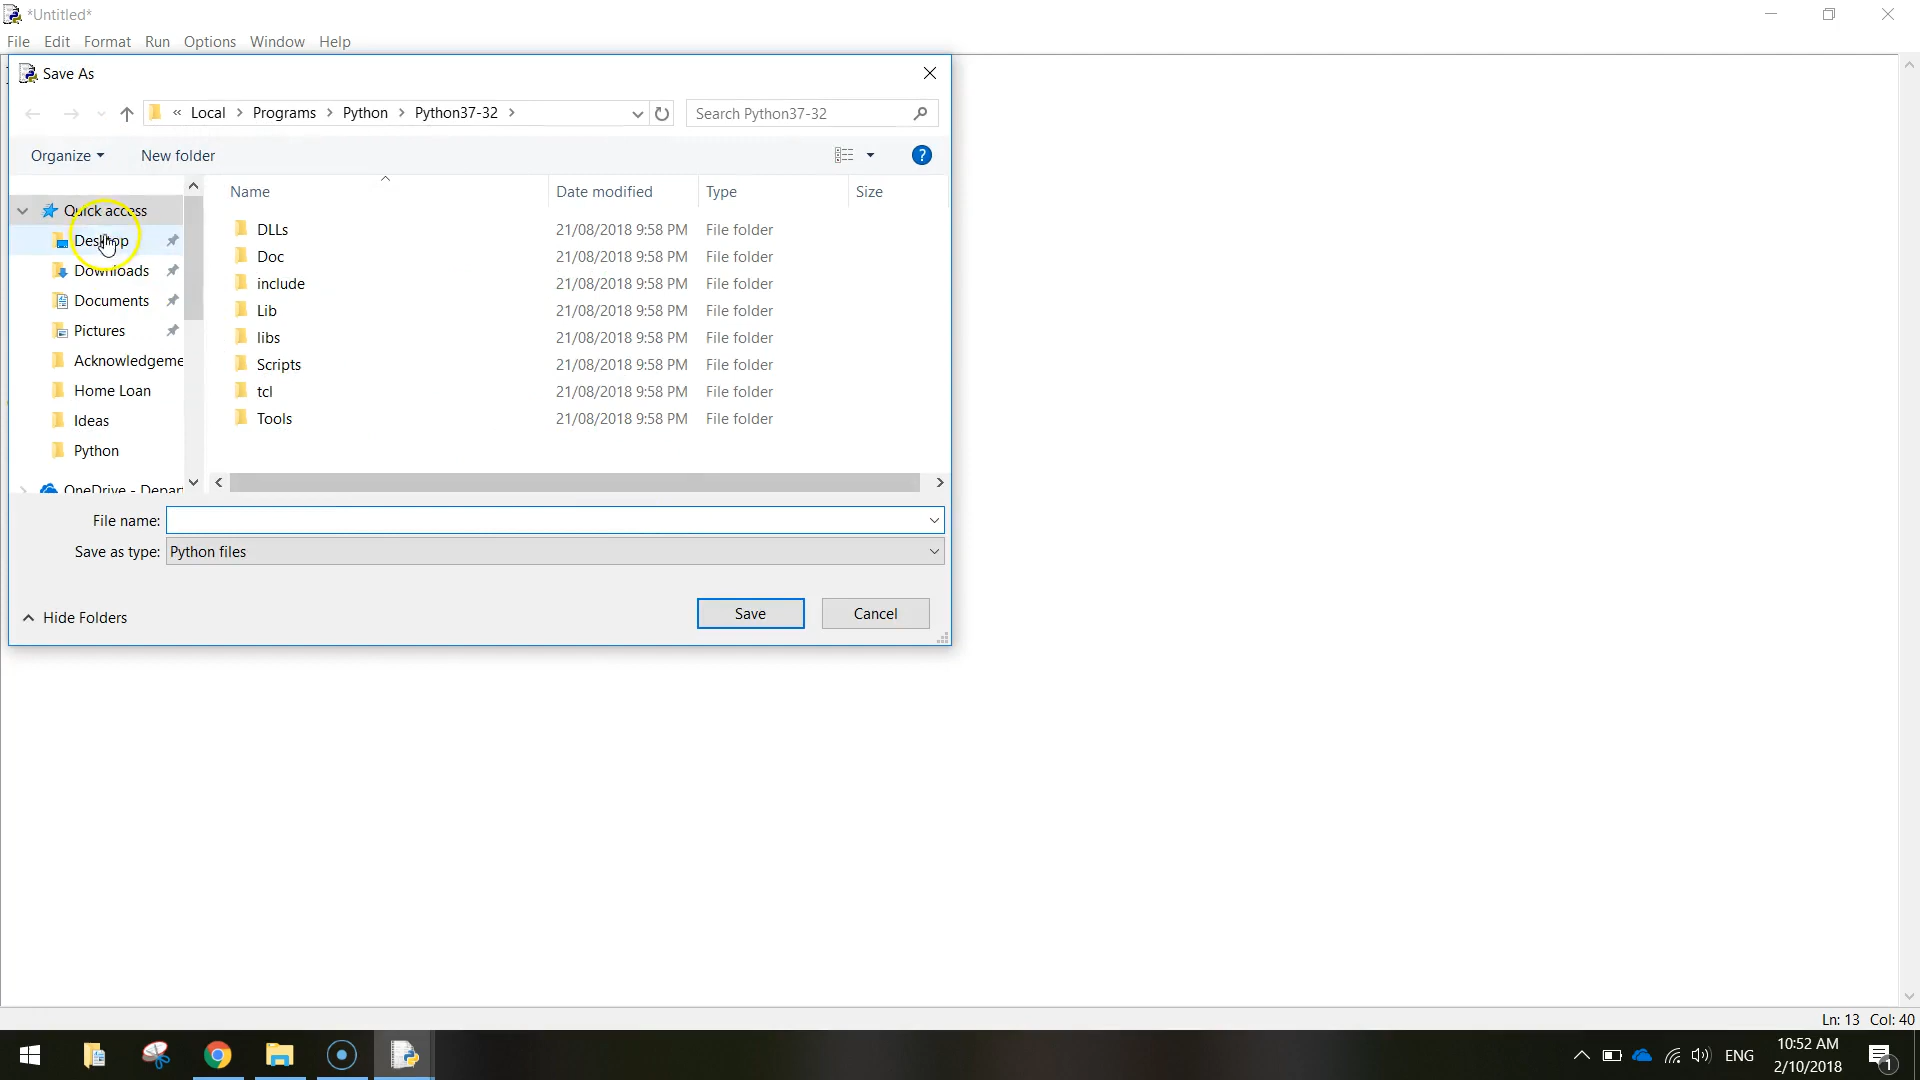 *Untitled*
File Edit Format Run Options Window Help
Save As
« Local > Programs > Python > Python37-32 >
Search Python37-32
Organize
New folder
?
Name Date modified Type Size
Quick access
Desktop
Downloads
Documents
Pictures
Acknowledgeme
Home Loan
Ideas
Python
OneDrive - Depart
DLLs 21/08/2018 9:58 PM File folder
Doc 21/08/2018 9:58 PM File folder
include 21/08/2018 9:58 PM File folder
Lib 21/08/2018 9:58 PM File folder
libs 21/08/2018 9:58 PM File folder
Scripts 21/08/2018 9:58 PM File folder
tcl 21/08/2018 9:58 PM File folder
Tools 21/08/2018 9:58 PM File folder
File name:
Save as type: Python files
Hide Folders
Save
Cancel
Ln: 13 Col: 40
ENG
10:52 AM
2/10/2018
1